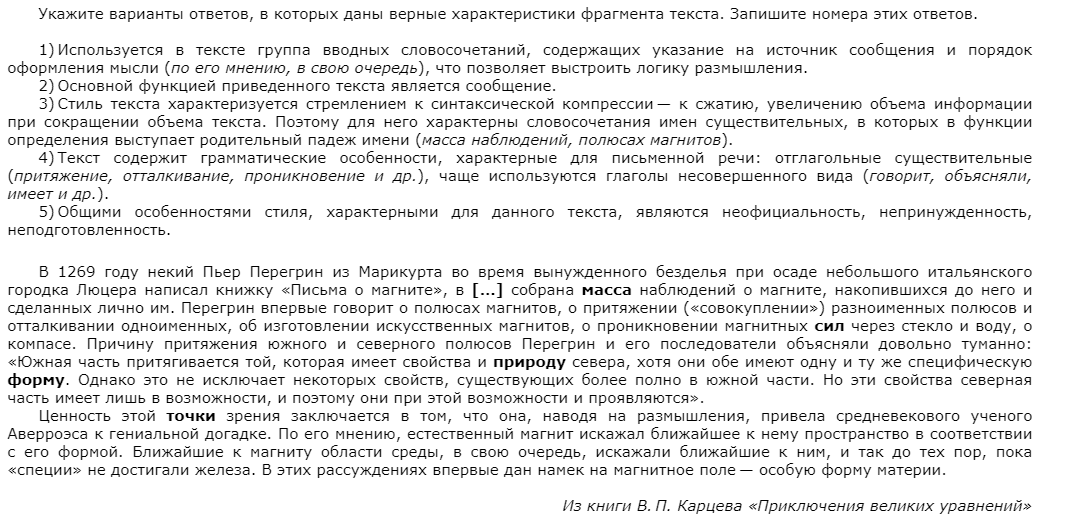 Укажите варианты ответов, в которых даны верные характеристики фрагмента текста. Запишите номера этих ответов.
1) Используется в тексте группа вводных словосочетаний, содержащих указание на источник сообщения и порядок
оформления мысли (по его мнению, в свою очередь), что позволяет выстроить логику размышления.
2) Основной функцией приведенного текста является сообщение.
3) Стиль текста характеризуется стремлением к синтаксической компрессии — к сжатию, увеличению объема информации
при сокращении объема текста. Поэтому для него характерны словосочетания имен существительных, в которых в функции
определения выступает родительный падеж имени (масса наблюдений, полюсах магнитов).
4) Текст содержит грамматические особенности, характерные для письменной речи: отглагольные существительные
(притяжение, отталкивание, проникновение и др.), чаще используются глаголы несовершенного вида (говорит, объясняли,
имеет и др.).
5) Общими особенностями стиля, характерными для данного текста, являются неофициальность, непринужденность,
неподготовленность.
В 1269 году некий Пьер Перегрин из Марикурта во время вынужденного безделья при осаде небольшого итальянского
городка Люцера написал книжку «Письма о магните», в [...] собрана масса наблюдений о магните, накопившихся до него и
сделанных лично им. Перегрин впервые говорит о полюсах магнитов, о притяжении («совокуплении») разноименных полюсов и
отталкивании одноименных, об изготовлении искусственных магнитов, о проникновении магнитных сил через стекло и воду, о
компасе. Причину притяжения южного и северного полюсов Перегрин и его последователи объясняли довольно туманно:
«Южная часть притягивается той, которая имеет свойства и природу севера, хотя они обе имеют одну и ту же специфическую
форму. Однако это не исключает некоторых свойств, существующих более полно в южной части. Но эти свойства северная
часть имеет лишь в возможности, и поэтому они при этой возможности и проявляются».
Ценность этой точки зрения заключается в том, что она, наводя на размышления, привела средневекового ученого
Аверроэса к гениальной догадке. По его мнению, естественный магнит искажал ближайшее к нему пространство в соответствии
с его формой. Ближайшие к магниту области среды, в свою очередь, искажали ближайшие к ним, и так до тех пор, пока
«специи» не достигали железа. В этих рассуждениях впервые дан намек на магнитное поле — особую форму материи.
Из книги В. П. Карцева «Приключения великих уравнений»